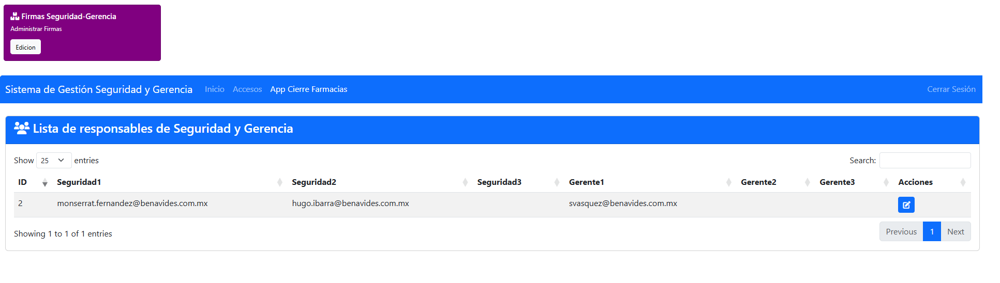 Firmas Seguridad-Gerencia
Administrar Firmas
Edicion
Sistema de Gestión Seguridad y Gerencia Inicio Accesos App Cierre Farmacias Cerrar Sesión
Lista de responsables de Seguridad y Gerencia
Show 25 entries Search:
ID Seguridad1 Seguridad2 Seguridad3 Gerente1 Gerente2 Gerente3 Acciones
2 monserrat.fernandez@benavides.com.mx hugo.ibarra@benavides.com.mx svasquez@benavides.com.mx
Showing 1 to 1 of 1 entries Previous 1 Next